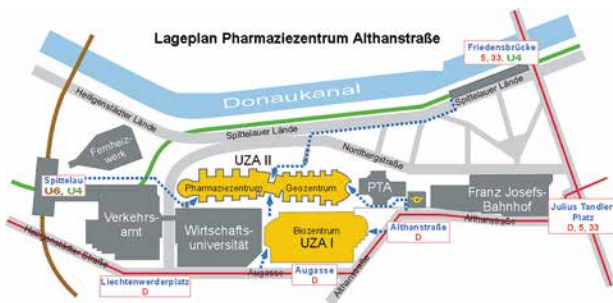 Lageplan Pharmaziezentrum Althanstraße
Friedensbrücke
5, 33, U4
Donaukanal
Heiligenstädter Lände
Spittelauer Lände
Spittelauer Lände
Fernheiz-
werk
UZA II
Nordbergstraße
Spittelau
U6, U4
Pharmaziezentrum
Geozentrum
PTA
Franz Josefs-
Bahnhof
Julius Tandler
Platz
D, 5, 33
Verkehrs-
amt
Wirtschafts-
universität
Biozentrum
UZA I
Althanstraße
D
Althanstraße
Heiligenstädter Straße
Liechtenwerderplatz
D
Augasse
Augasse
D
Althanstraße